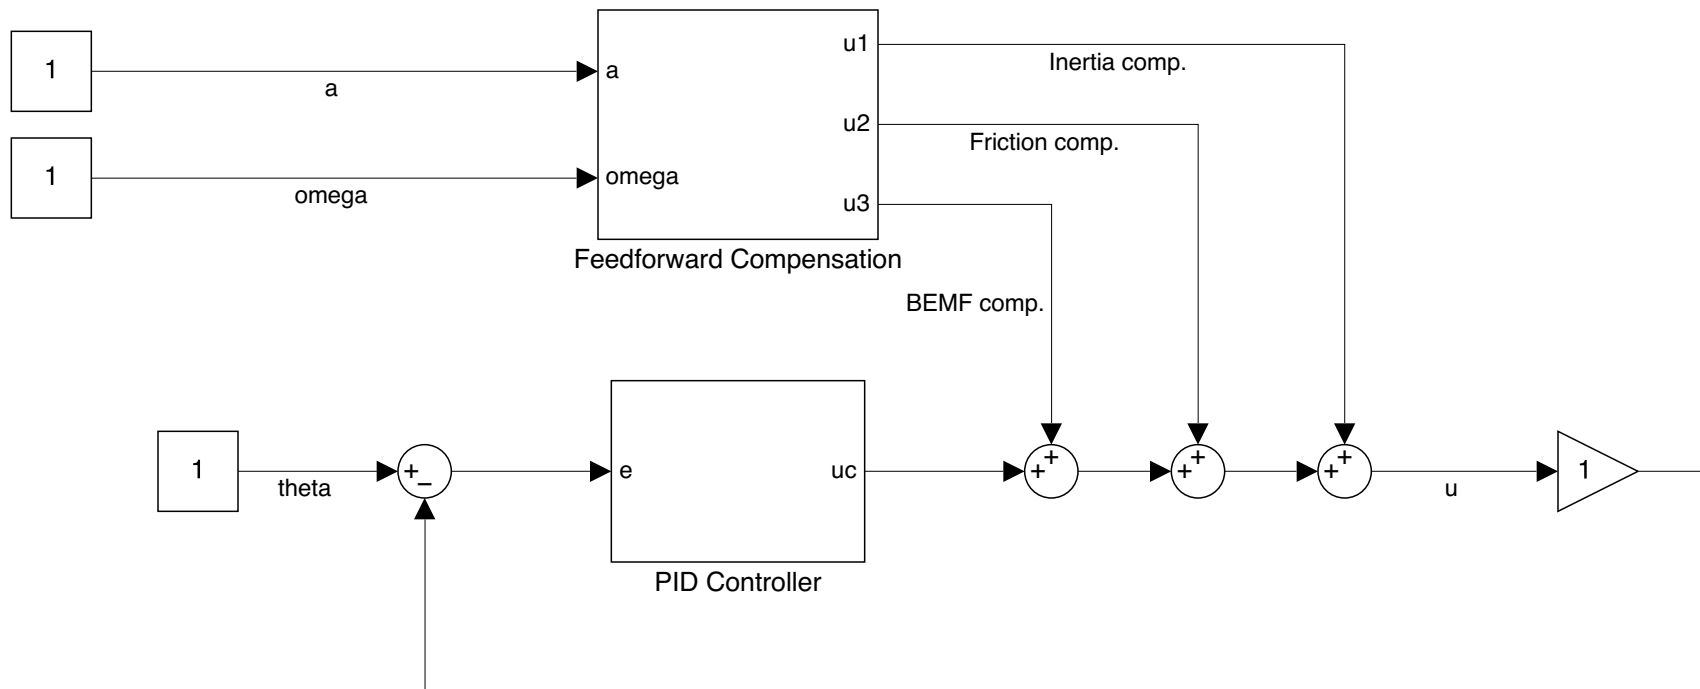 1
a
1
omega
a
omega
u1
u2
u3
Feedforward Compensation
Inertia comp.
Friction comp.
BEMF comp.
1
theta
+
−
e
uc
PID Controller
+
+
+
+
+
+
u
1